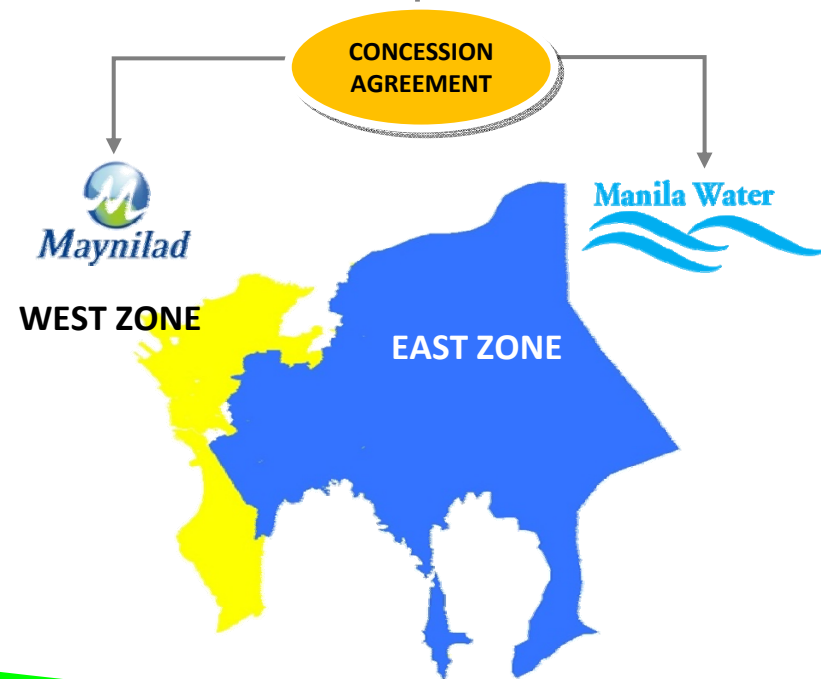 CONCESSION
AGREEMENT
Maynilad
Manila Water
WEST ZONE
EAST ZONE